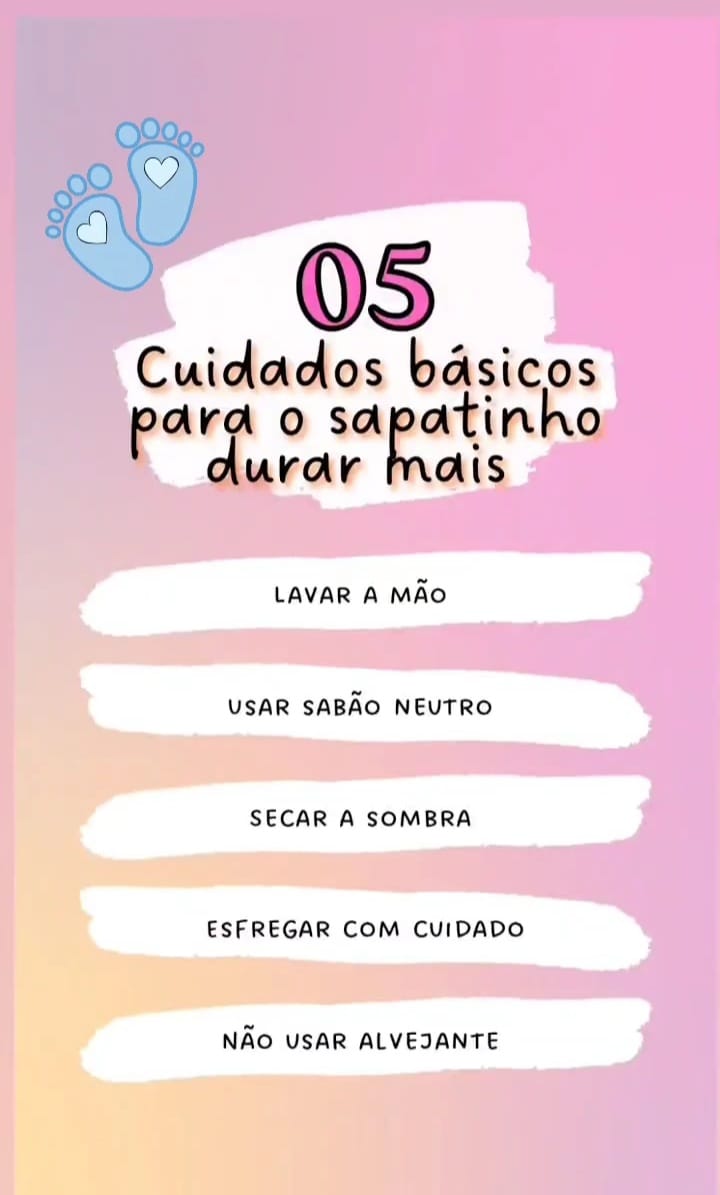 05
Cuidados básicos
para o sapatinho
durar mais
LAVAR A MÃO
USAR SABÃO NEUTRO
SECAR A SOMBRA
ESFREGAR COM CUIDADO
NÃO USAR ALVEJANTE